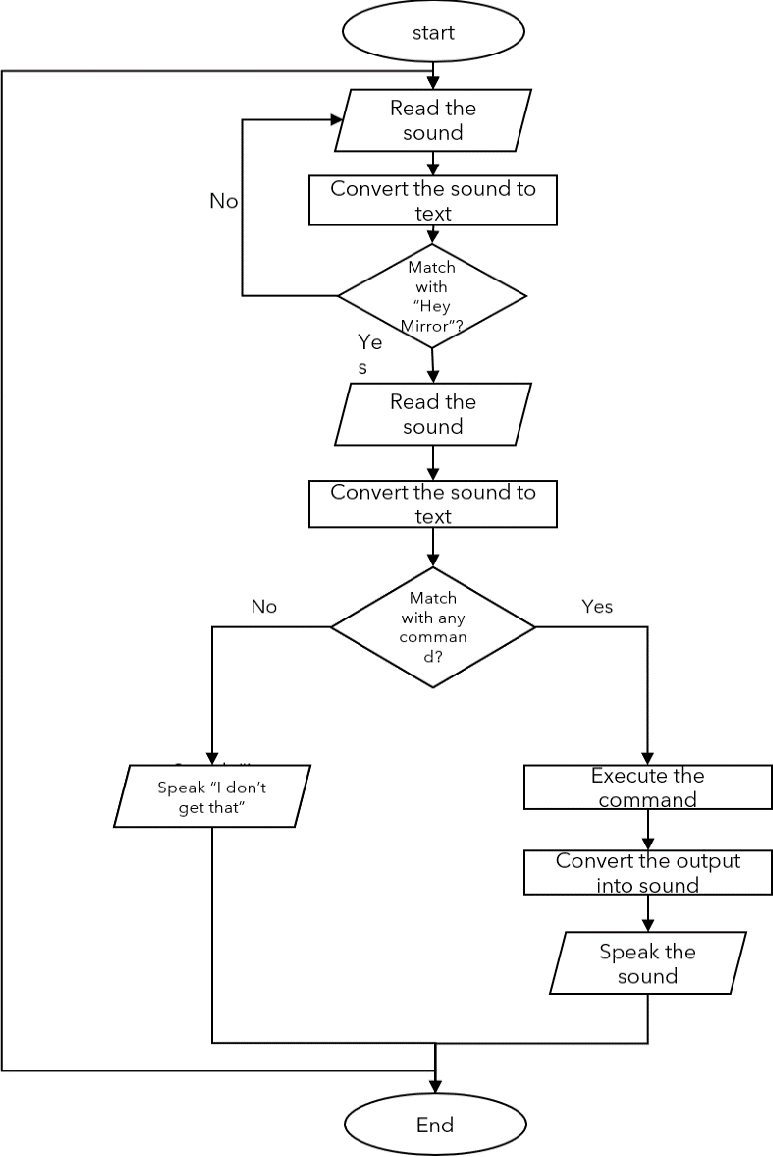 start
Read the
sound
Convert the sound to
text
No
Match
with
“Hey
Mirror”?
Ye
s
Read the
sound
Convert the sound to
text
No
Match
with any
comman
d?
Yes
Speak “I don’t
get that“
Execute the
command
Convert the output
into sound
Speak the
sound
End